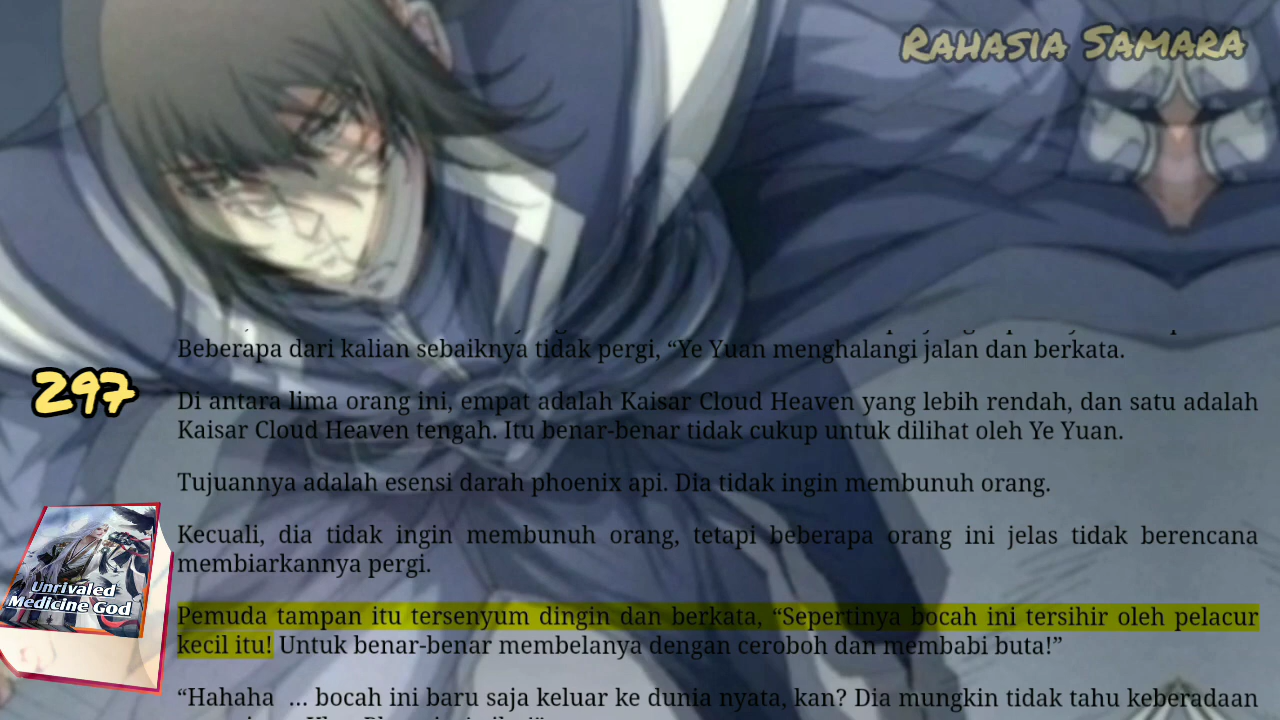 Rahasia Samara
Beberapa dari kalian sebaiknya tidak pergi, “Ye Yuan menghalangi jalan dan berkata.
297
Di antara lima orang ini, empat adalah Kaisar Cloud Heaven yang lebih rendah, dan satu adalah
Kaisar Cloud Heaven tengah. Itu benar-benar tidak cukup untuk dilihat oleh Ye Yuan.
Tujuannya adalah esensi darah phoenix api. Dia tidak ingin membunuh orang.
Kecuali, dia tidak ingin membunuh orang, tetapi beberapa orang ini jelas tidak berencana
membiarkannya pergi.
Unrivaled
Medicine God
Pemuda tampan itu tersenyum dingin dan berkata, “Sepertinya bocah ini tersihir oleh pelacur
kecil itu! Untuk benar-benar membelanya dengan ceroboh dan membabi buta!”
“Hahaha … bocah ini baru saja keluar ke dunia nyata, kan? Dia mungkin tidak tahu keberadaan